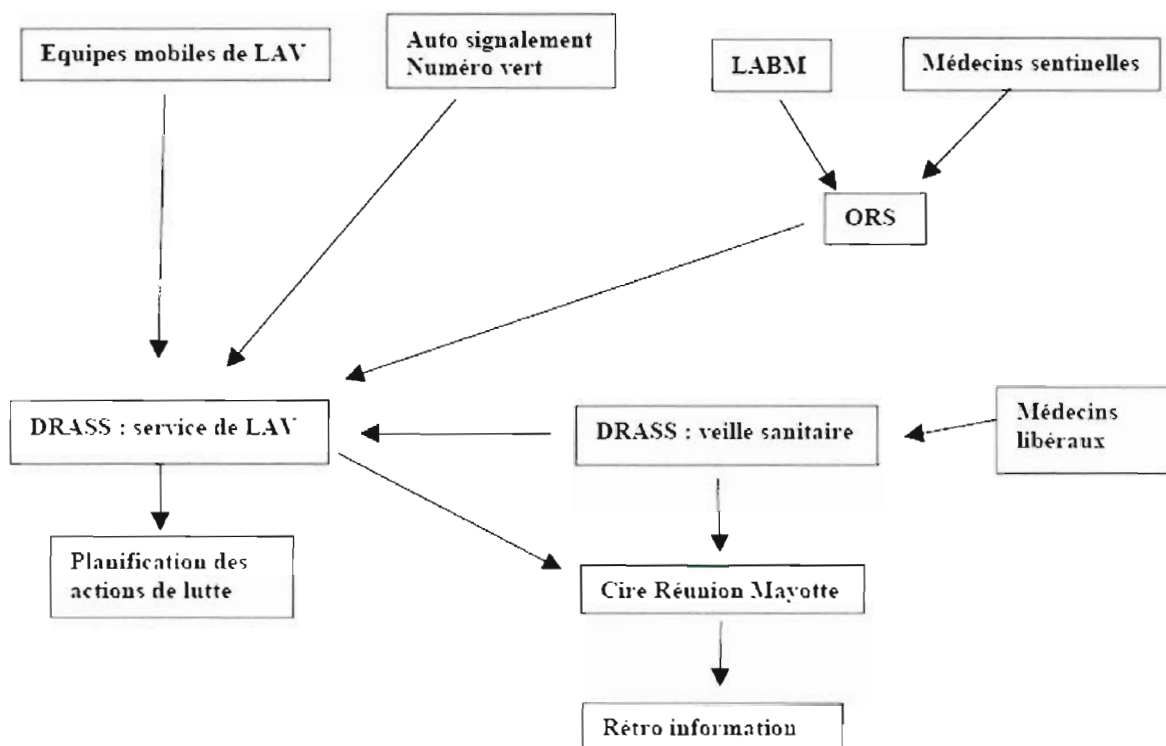 Equipes mobiles de LAV
Auto signalement
Numéro vert
LABM
Médecins sentinelles
ORS
DRASS : service de LAV
DRASS : veille sanitaire
Médecins
libéraux
Planification des
actions de lutte
Cire Réunion Mayotte
Rétro information